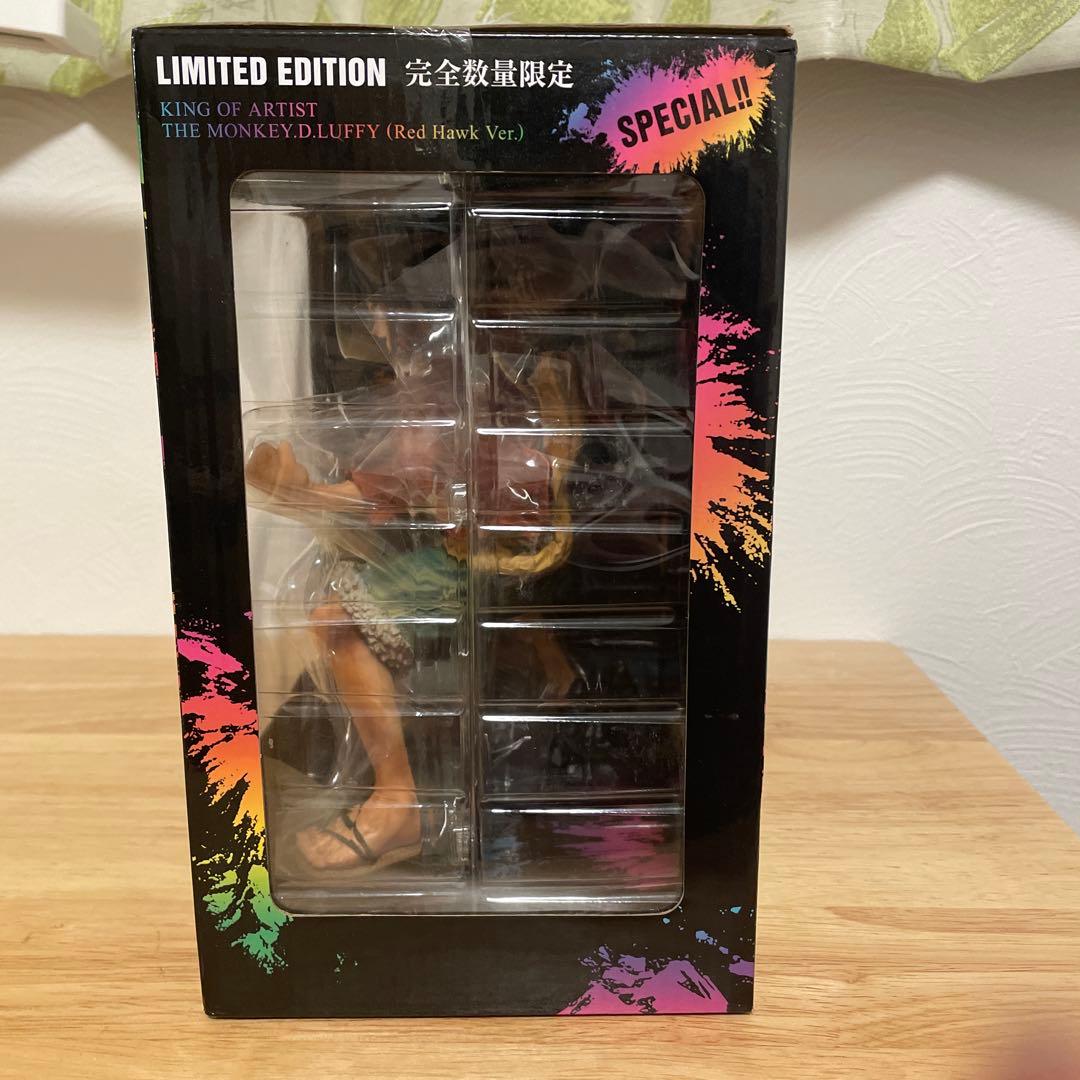 LIMITED EDITION 完全数量限定
KING OF ARTIST
THE MONKEY.D.LUFFY (Red Hawk Ver.)
SPECIAL!!